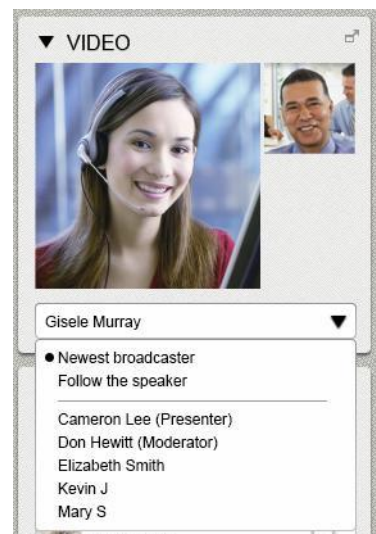 VIDEO
Gisele Murray
Newest broadcaster
Follow the speaker
Cameron Lee (Presenter)
Don Hewitt (Moderator)
Elizabeth Smith
Kevin J
Mary S